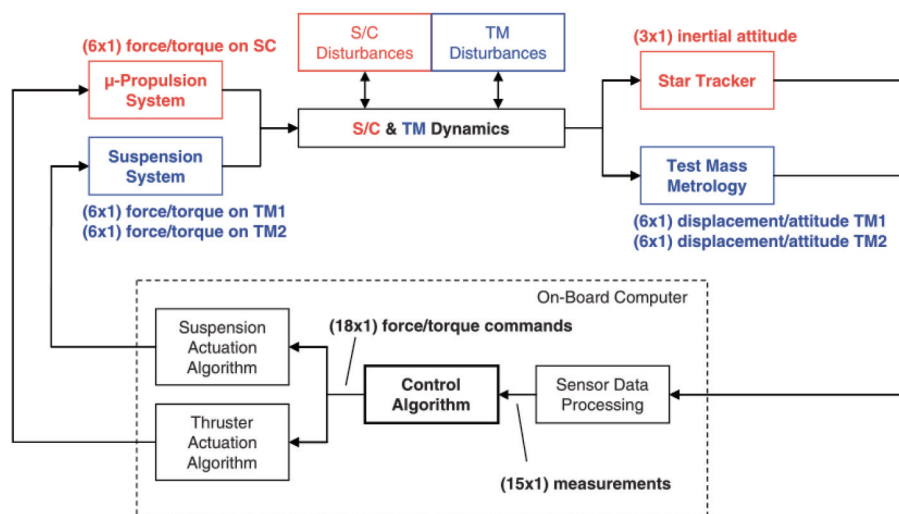 (6x1) force/torque on SC
µ-Propulsion
System
S/C
Disturbances
TM
Disturbances
(3x1) inertial attitude
Star Tracker
S/C & TM Dynamics
Suspension
System
Test Mass
Metrology
(6x1) force/torque on TM1
(6x1) force/torque on TM2
(6x1) displacement/attitude TM1
(6x1) displacement/attitude TM2
On-Board Computer
(18x1) force/torque commands
Suspension
Actuation
Algorithm
Control
Algorithm
Sensor Data
Processing
Thruster
Actuation
Algorithm
(15x1) measurements